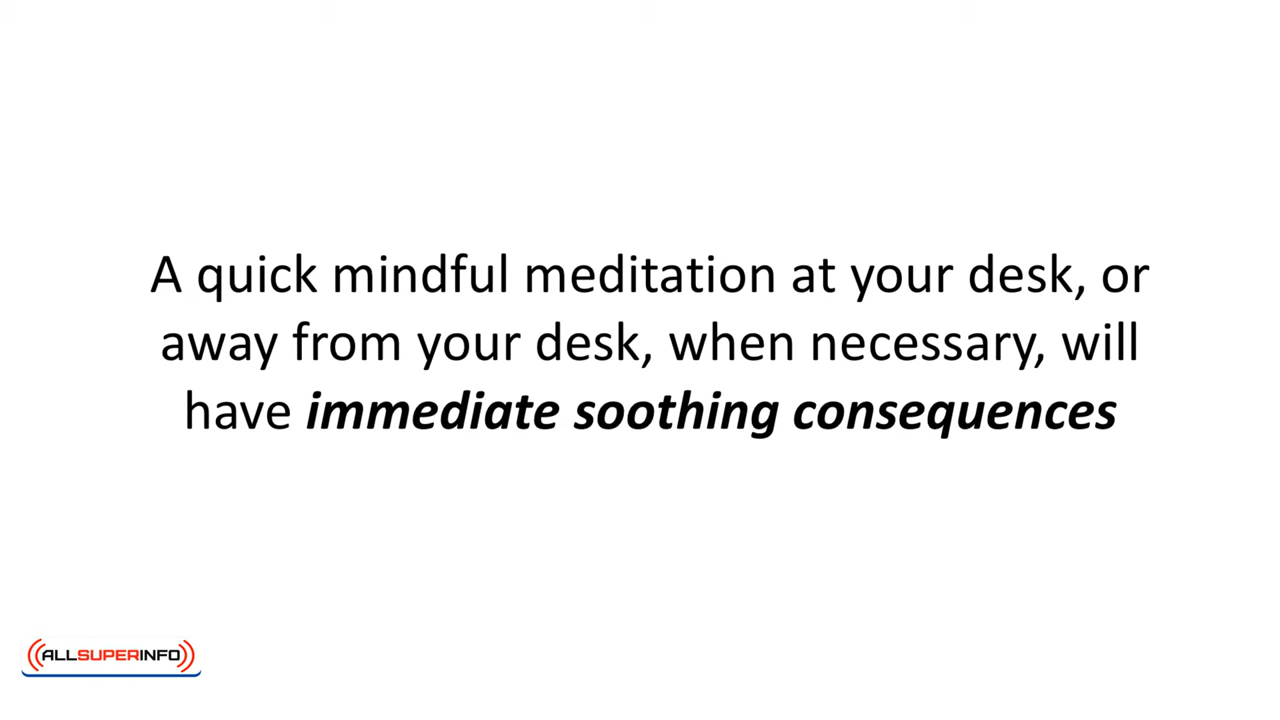 A quick mindful meditation at your desk, or
away from your desk, when necessary, will
have immediate soothing consequences
ALLSUPERINFO